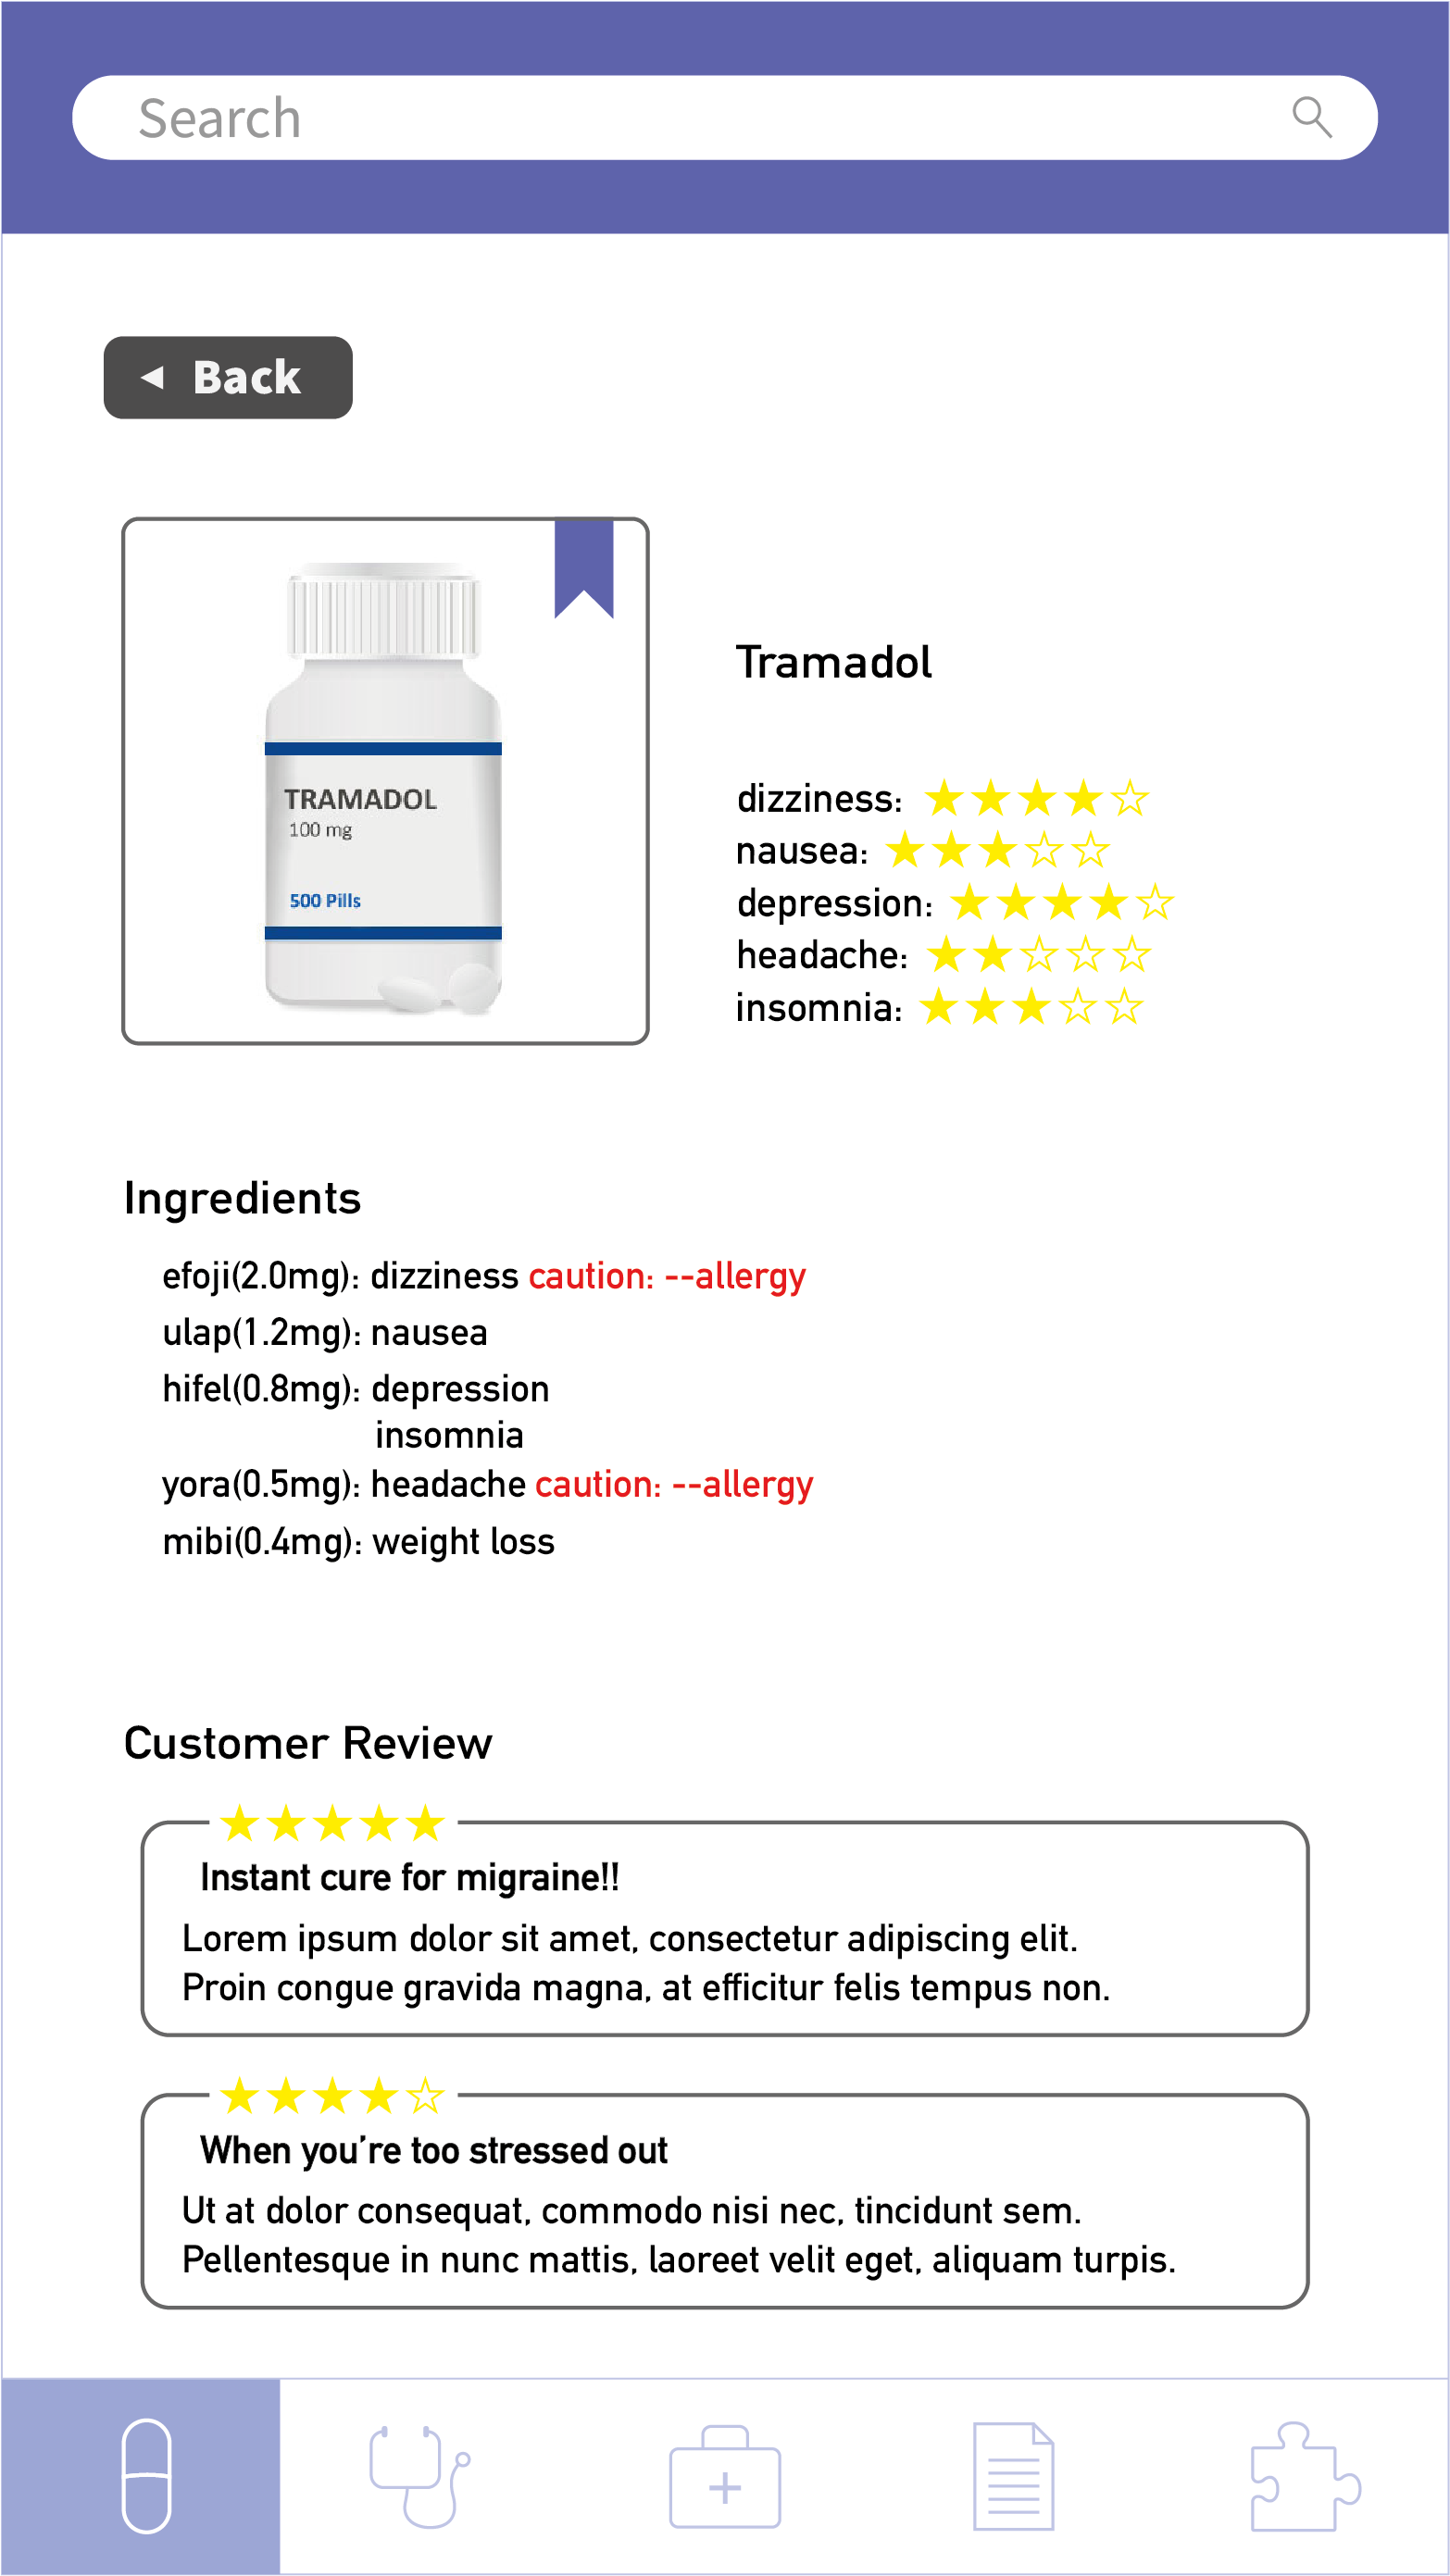 Search
Back
TRAMADOL
100 mg
500 Pills
Tramadol
dizziness: ★★★★☆
nausea: ★★★☆☆
depression: ★★★★☆
headache: ★★☆☆☆
insomnia: ★★★☆☆
Ingredients
efoji(2.0mg): dizziness caution: --allergy
ulap(1.2mg): nausea
hifel(0.8mg): depression
insomnia
yora(0.5mg): headache caution: --allergy
mibi(0.4mg): weight loss
Customer Review
★★★★★
Instant cure for migraine!!
Lorem ipsum dolor sit amet, consectetur adipiscing elit.
Proin congue gravida magna, at efficitur felis tempus non.
★★★★☆
When you’re too stressed out
Ut at dolor consequat, commodo nisi nec, tincidunt sem.
Pellentesque in nunc mattis, laoreet velit eget, aliquam turpis.